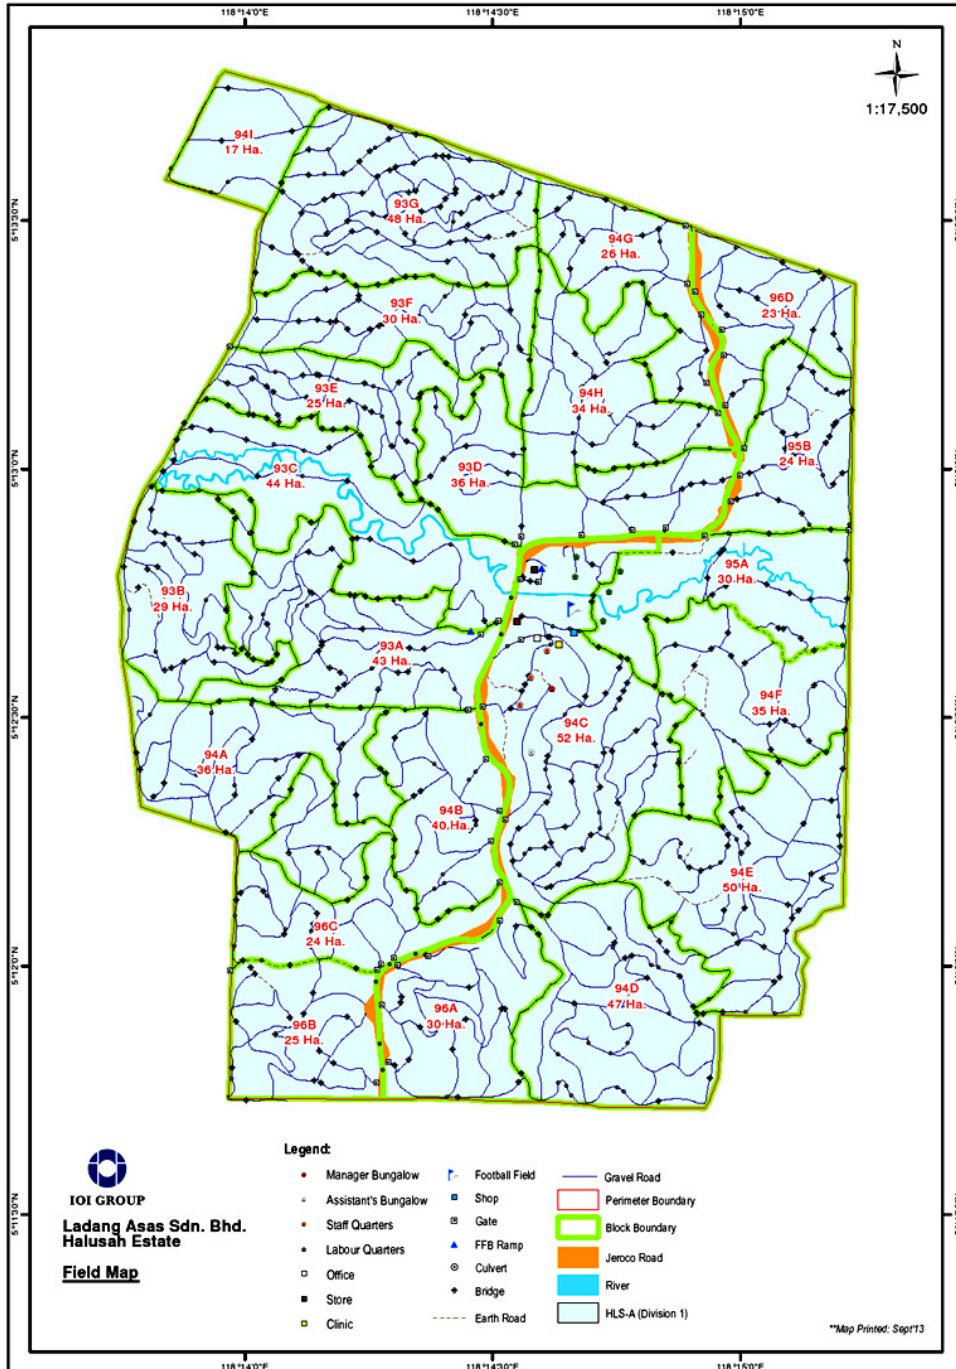 118°14'0"E
118°14'30"E
118°15'0"E
N
1:17,500
94I
17 Ha.
93G
48 Ha.
5°13'30"N
94G
26 Ha.
96D
23 Ha.
93F
30 Ha.
93E
25 Ha.
94H
34 Ha.
95B
24 Ha.
5°13'0"N
93C
44 Ha.
93D
36 Ha.
95A
30 Ha.
93B
29 Ha.
93A
43 Ha.
94F
35 Ha.
5°12'30"N
94C
52 Ha.
94A
36 Ha.
94B
40 Ha.
94E
50 Ha.
96C
24 Ha.
5°12'0"N
94D
47 Ha.
96A
30 Ha.
96B
25 Ha.
5°11'30"N
IOI GROUP
Ladang Asas Sdn. Bhd.
Halusah Estate
Field Map
Legend:
Manager Bungalow
Assistant's Bungalow
Staff Quarters
Labour Quarters
Office
Store
Clinic
Football Field
Shop
Gate
FFB Ramp
Culvert
Bridge
Earth Road
Gravel Road
Perimeter Boundary
Block Boundary
Jeroco Road
River
HLS-A (Division 1)
**Map Printed: Sept'13
118°14'0"E
118°14'30"E
118°15'0"E